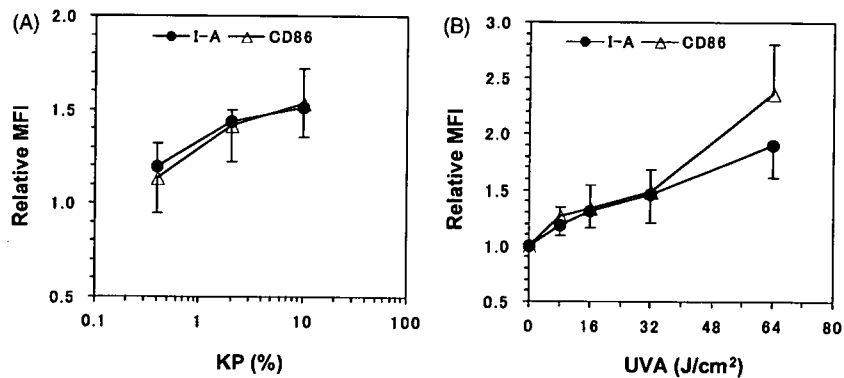 (A)
I-A CD86
Relative MFI
2.0
1.5
1.0
0.5
0.1 1 10 100
KP (%)
(B)
I-A CD86
Relative MFI
3.0
2.5
2.0
1.5
1.0
0.5
0 16 32 48 64 80
UVA (J/cm²)